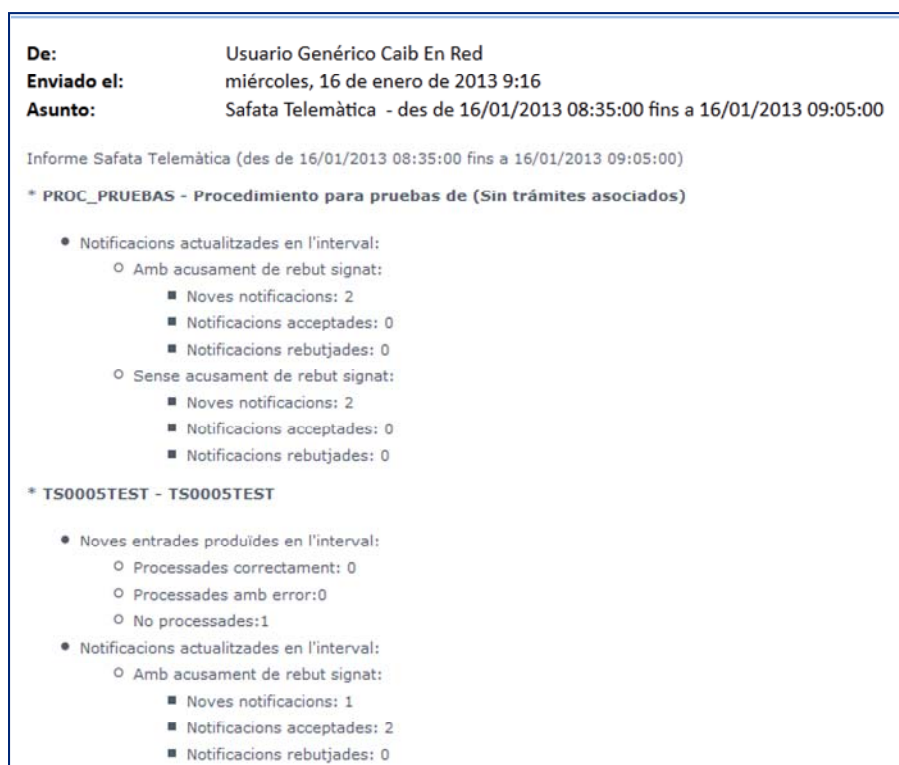 De: Usuario Genérico Caib En Red
Enviado el: miércoles, 16 de enero de 2013 9:16
Asunto: Safata Telemàtica - des de 16/01/2013 08:35:00 fins a 16/01/2013 09:05:00
Informe Safata Telemàtica (des de 16/01/2013 08:35:00 fins a 16/01/2013 09:05:00)
* PROC_PRUEBAS - Procedimiento para pruebas de (Sin trámites asociados)
● Notificacions actualitzades en l'interval:
○ Amb acusament de rebut signat:
■ Noves notificacions: 2
■ Notificacions acceptades: 0
■ Notificacions rebutjades: 0
○ Sense acusament de rebut signat:
■ Noves notificacions: 2
■ Notificacions acceptades: 0
■ Notificacions rebutjades: 0
* TS0005TEST - TS0005TEST
● Noves entrades produïdes en l'interval:
○ Processades correctament: 0
○ Processades amb error:0
○ No processades:1
● Notificacions actualitzades en l'interval:
○ Amb acusament de rebut signat:
■ Noves notificacions: 1
■ Notificacions acceptades: 2
■ Notificacions rebutjades: 0